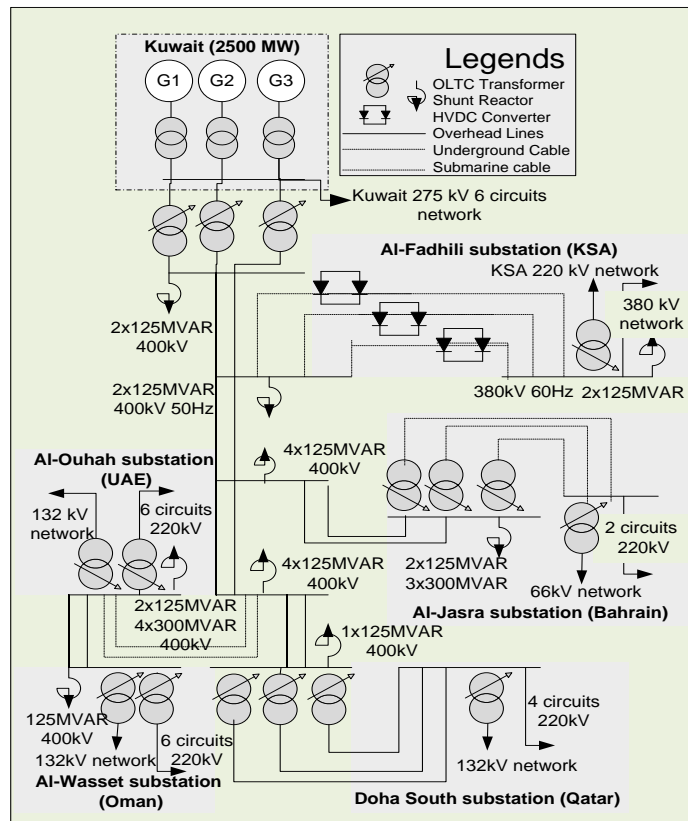 Kuwait (2500 MW)
G1
G2
G3
Legends
OLTC Transformer
Shunt Reactor
HVDC Converter
Overhead Lines
Underground Cable
Submarine cable
Kuwait 275 kV 6 circuits
network
Al-Fadhili substation (KSA)
KSA 220 kV network
380 kV
network
2x125MVAR
400kV
2x125MVAR
400kV 50Hz
380kV 60Hz
2x125MVAR
4x125MVAR
400kV
Al-Ouhah substation
(UAE)
132 kV
network
6 circuits
220kV
2x125MVAR
4x300MVAR
400kV
4x125MVAR
400kV
2x125MVAR
3x300MVAR
2 circuits
220kV
66kV network
Al-Jasra substation (Bahrain)
1x125MVAR
400kV
125MVAR
400kV
132kV network
6 circuits
220kV
Al-Wasset substation
(Oman)
4 circuits
220kV
132kV network
Doha South substation (Qatar)